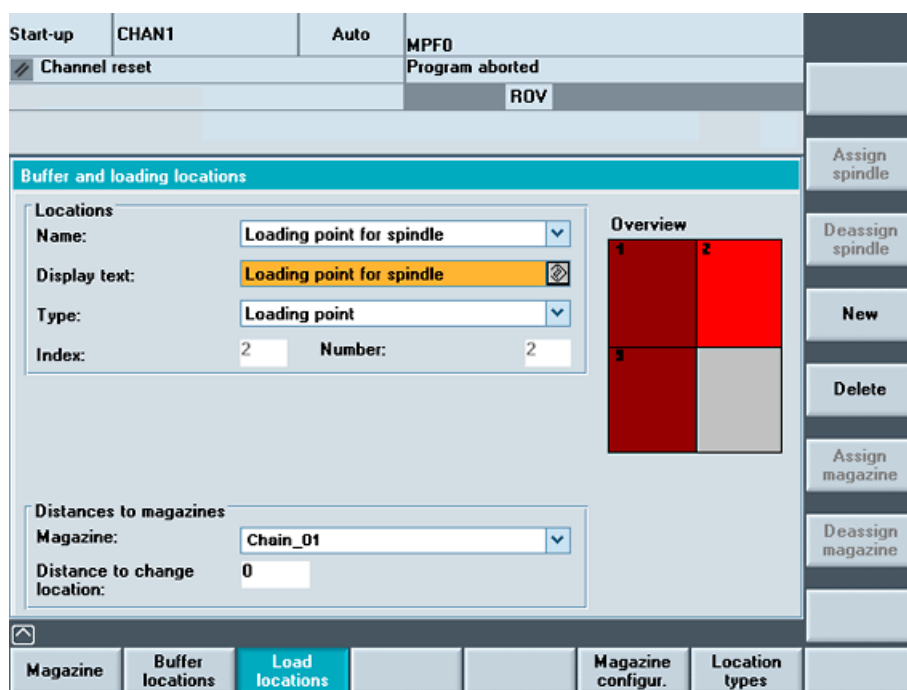 Start-up CHAN1 Auto MPF0
Channel reset Program aborted
ROV
Buffer and loading locations
Locations
Name: Loading point for spindle
Display text: Loading point for spindle
Type: Loading point
Index: 2 Number: 2
Overview
1 2
3
Distances to magazines
Magazine: Chain_01
Distance to change 0
location:
Assign
spindle
Deassign
spindle
New
Delete
Assign
magazine
Deassign
magazine
Magazine
Buffer
locations
Load
locations
Magazine
configur.
Location
types